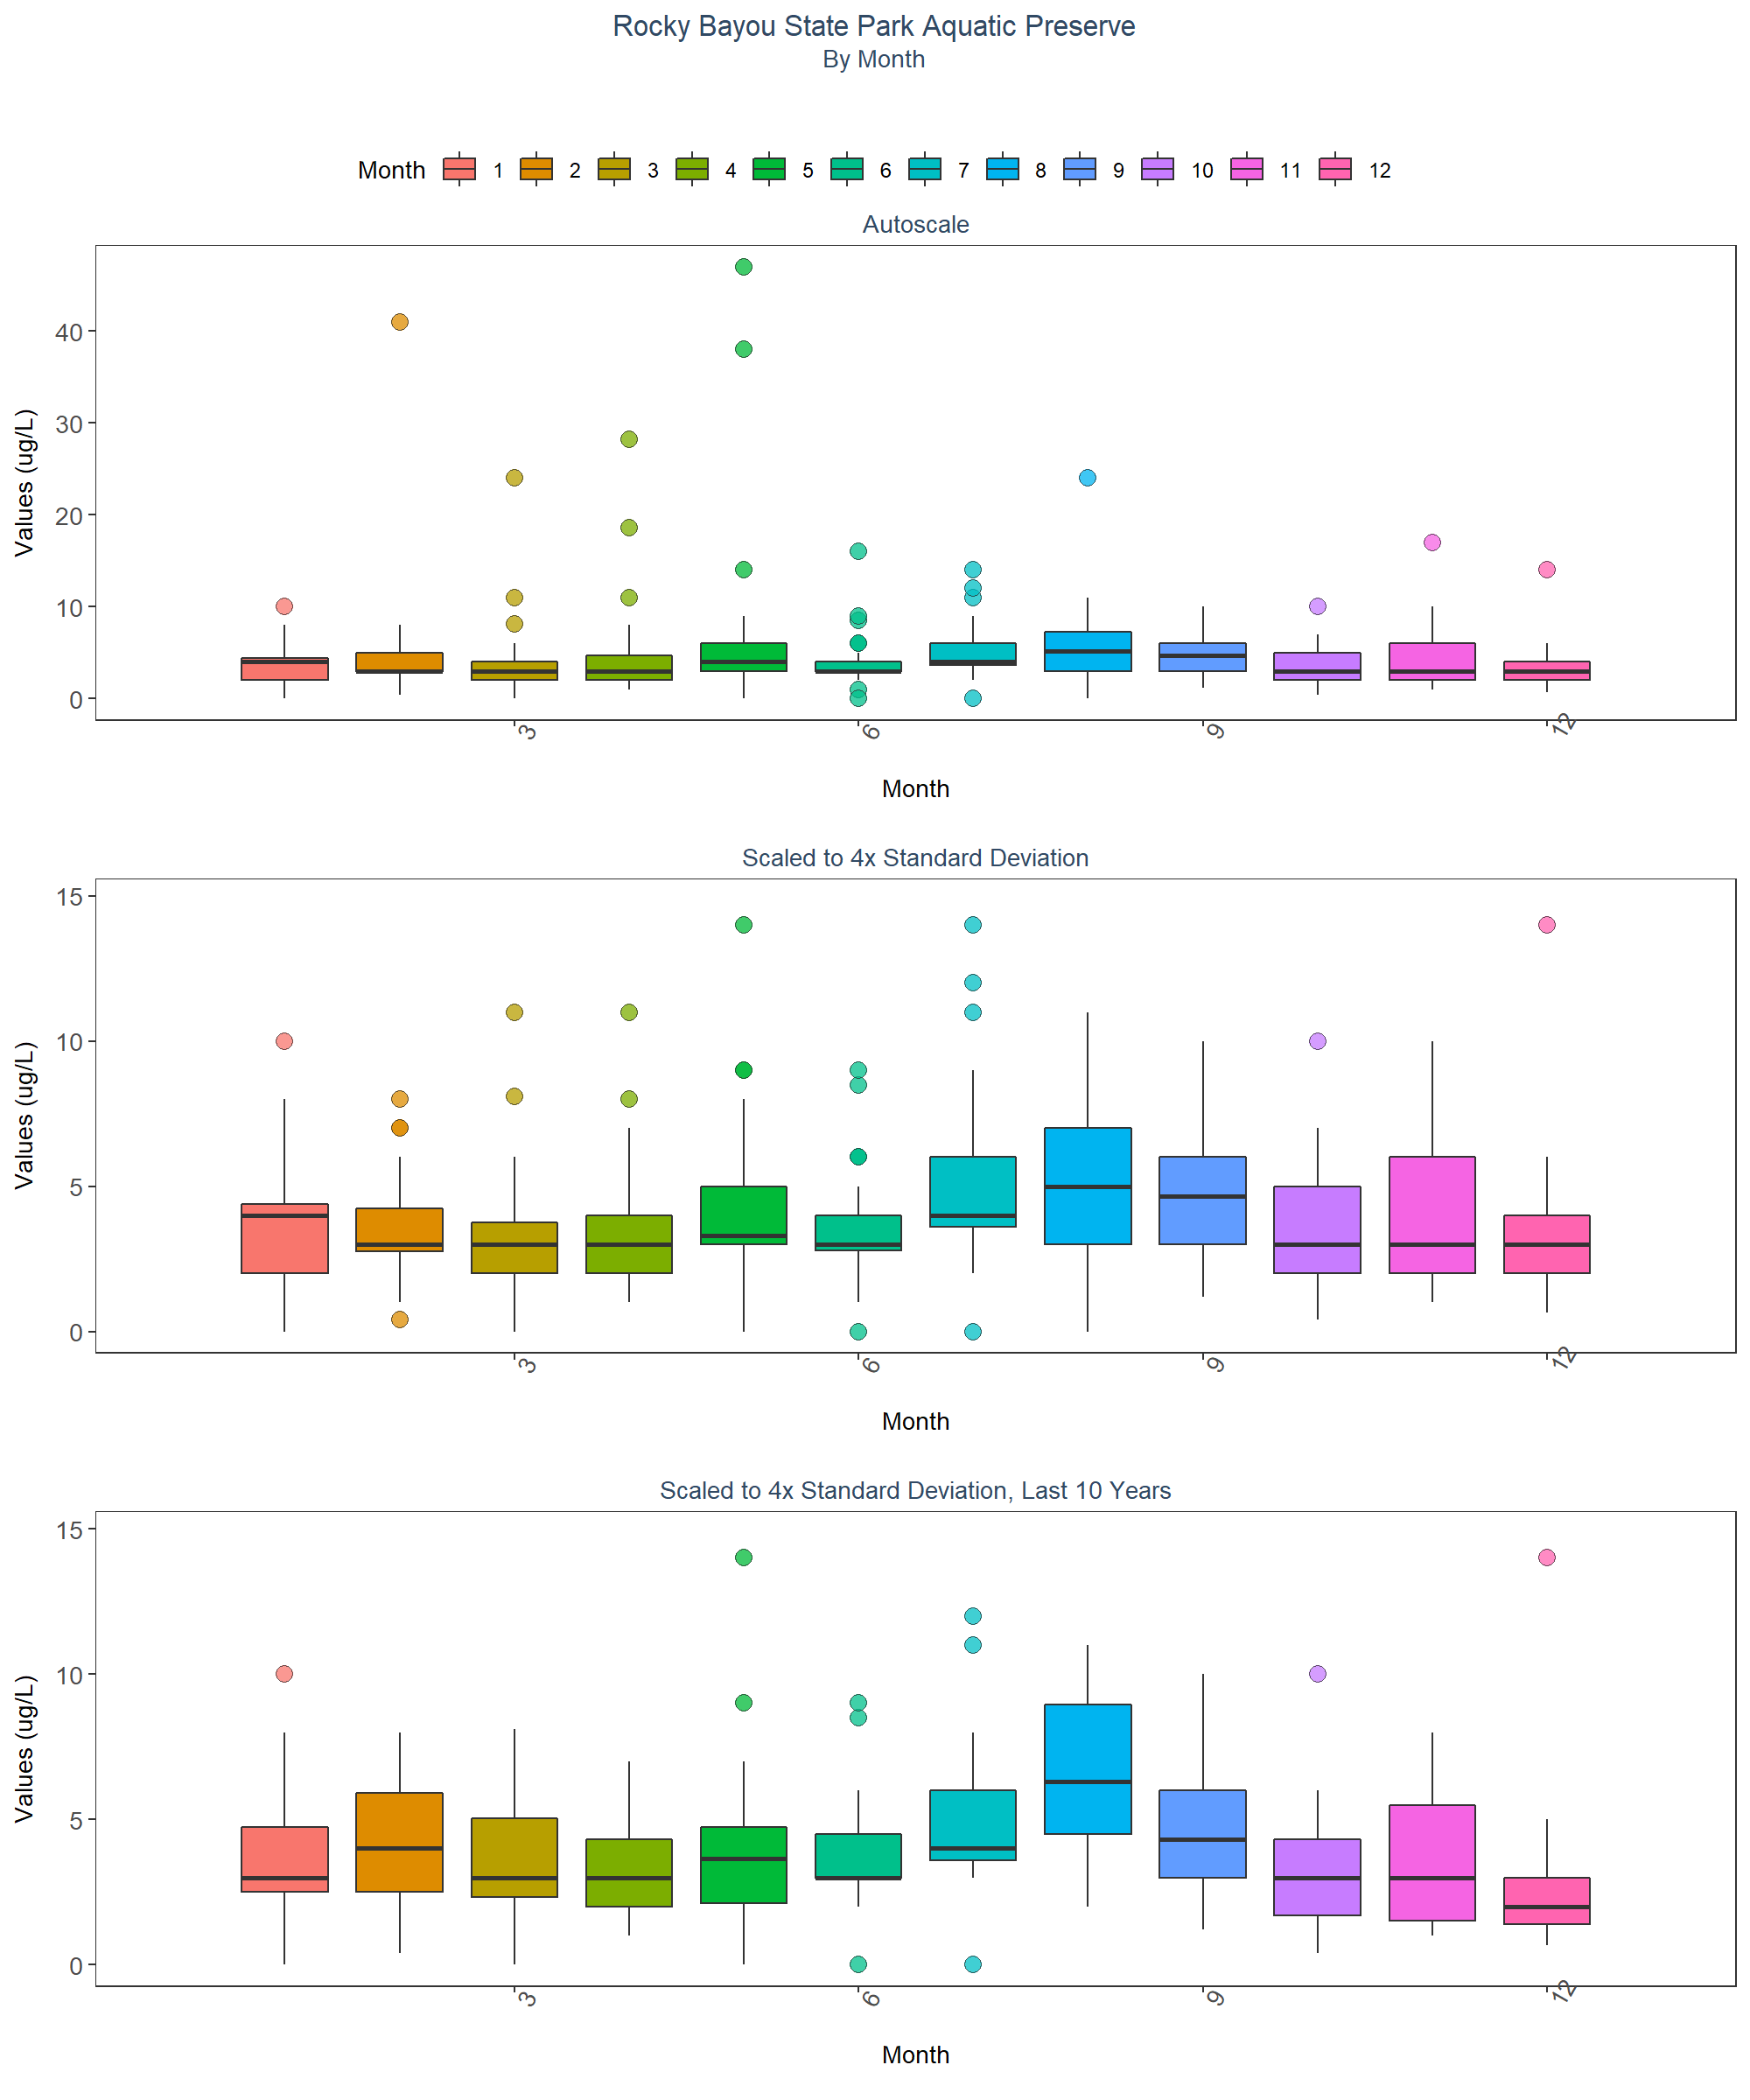 Rocky Bayou State Park Aquatic Preserve
By Month
Month 1 2 3 4 5 6 7 8 9 10 11 12
Autoscale
Values (ug/L)
40
30
20
10
0
3 6 9 12
Month
Scaled to 4x Standard Deviation
Values (ug/L)
15
10
5
0
3 6 9 12
Month
Scaled to 4x Standard Deviation, Last 10 Years
Values (ug/L)
15
10
5
0
3 6 9 12
Month